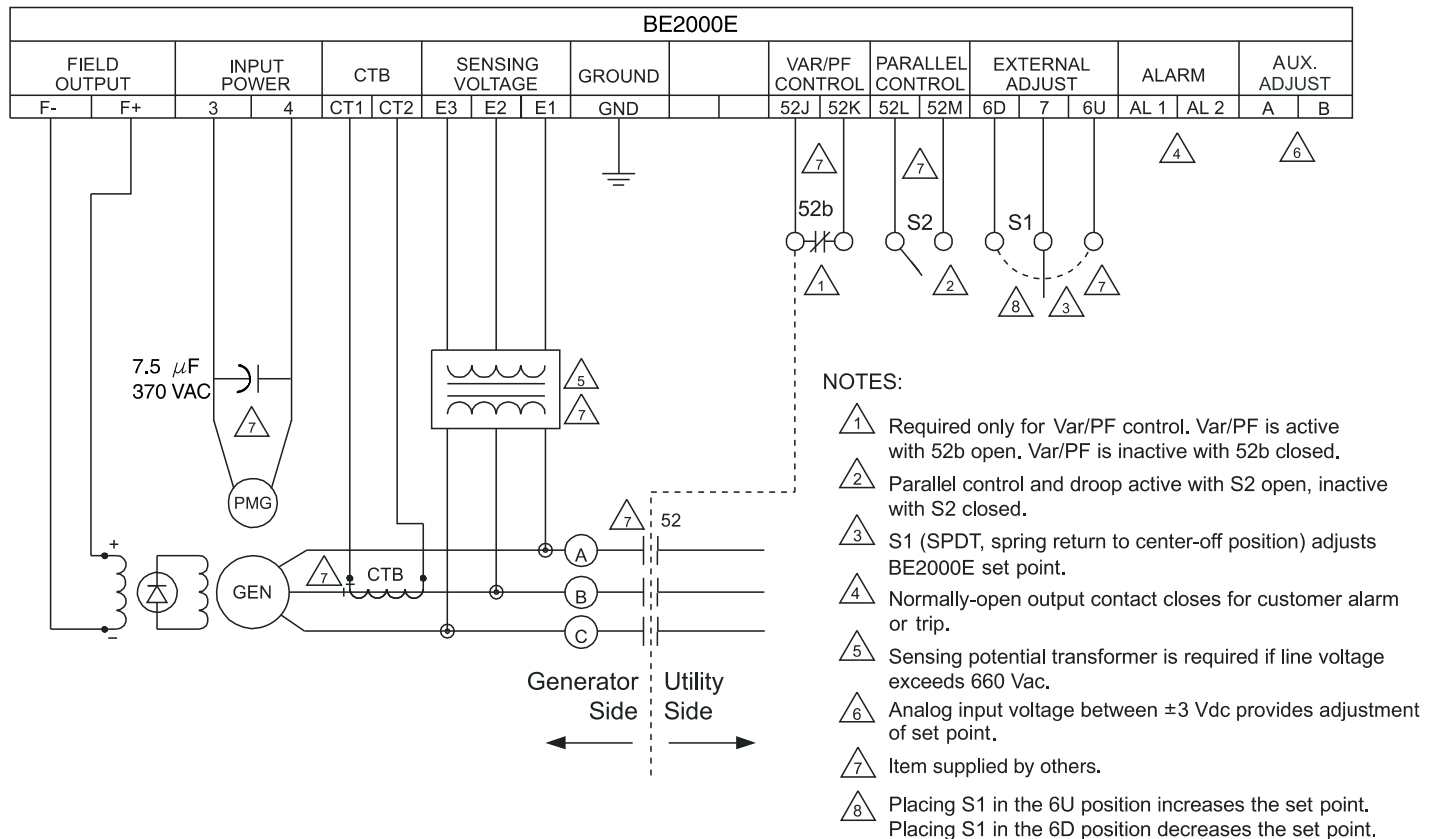 BE2000E
FIELD OUTPUT
INPUT POWER
CTB
SENSING VOLTAGE
GROUND
VAR/PF CONTROL
PARALLEL CONTROL
EXTERNAL ADJUST
ALARM
AUX. ADJUST
F- F+ 3 4 CT1 CT2 E3 E2 E1 GND 52J 52K 52L 52M 6D 7 6U AL 1 AL 2 A B
7 7 4 6
52b S2 S1
1 2 8 3 7
7.5 μF
370 VAC
7
5
7
PMG
7 52
+
-
GEN
7
±
CTB
A
B
C
Generator Side
Utility Side
NOTES:
1 Required only for Var/PF control. Var/PF is active
with 52b open. Var/PF is inactive with 52b closed.
2 Parallel control and droop active with S2 open, inactive
with S2 closed.
3 S1 (SPDT, spring return to center-off position) adjusts
BE2000E set point.
4 Normally-open output contact closes for customer alarm
or trip.
5 Sensing potential transformer is required if line voltage
exceeds 660 Vac.
6 Analog input voltage between ±3 Vdc provides adjustment
of set point.
7 Item supplied by others.
8 Placing S1 in the 6U position increases the set point.
Placing S1 in the 6D position decreases the set point.